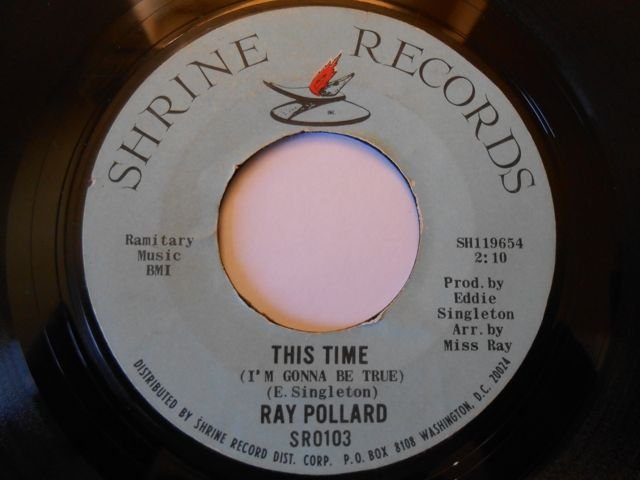 SHRINE RECORDS
INC.
Ramitary
Music
BMI
SH119654
2:10
Prod. by
Eddie
Singleton
Arr. by
Miss Ray
THIS TIME
(I'M GONNA BE TRUE)
(E. Singleton)
RAY POLLARD
SRO103
DISTRIBUTED BY SHRINE RECORD DIST. CORP. P.O. BOX 8108 WASHINGTON, D.C. 20024